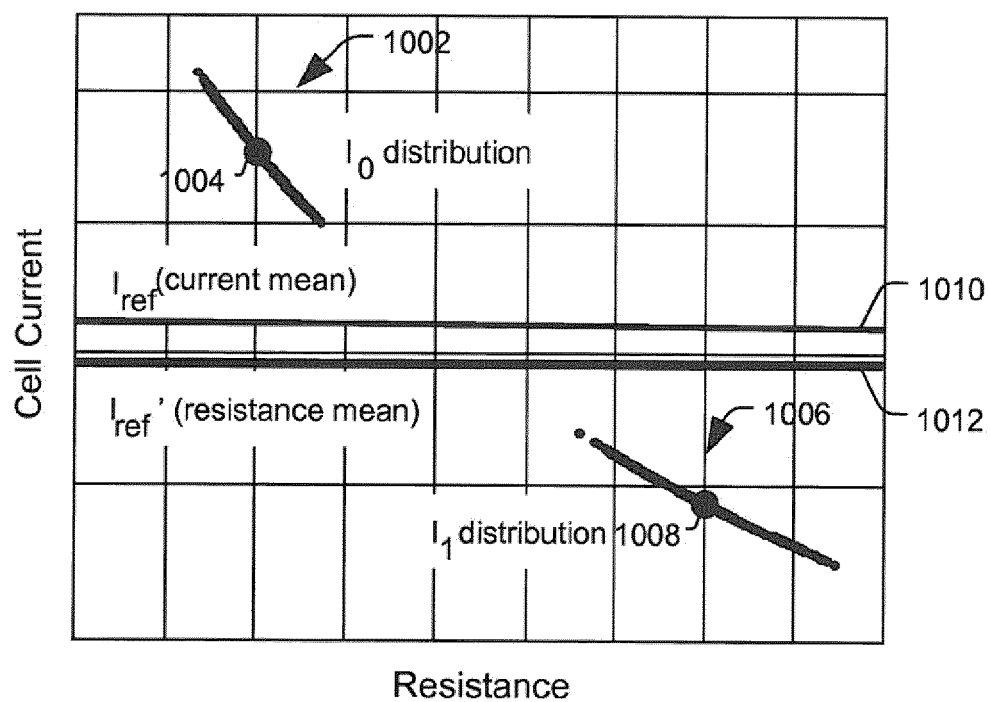 1002
I0 distribution
1004
Iref (current mean)
1010
Iref' (resistance mean)
1006
1012
I1 distribution 1008
Cell Current
Resistance